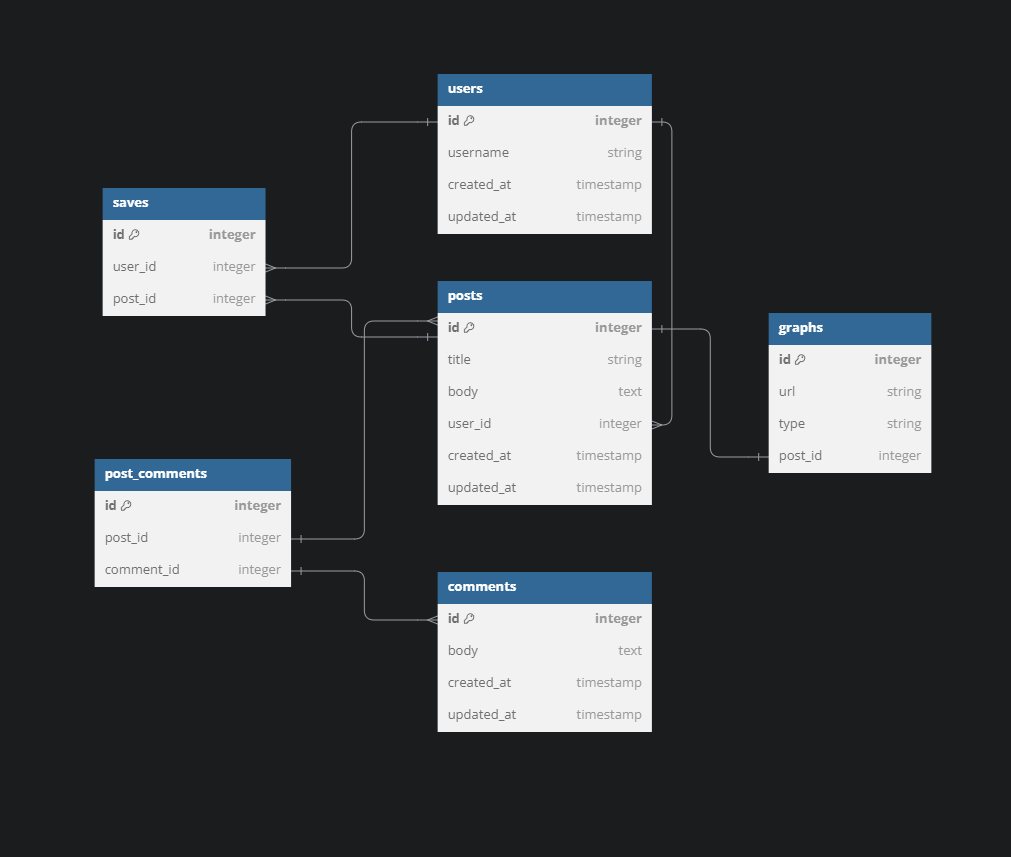 users
id integer
username string
created_at timestamp
updated_at timestamp
saves
id integer
user_id integer
post_id integer
posts
id integer
title string
body text
user_id integer
created_at timestamp
updated_at timestamp
graphs
id integer
url string
type string
post_id integer
post_comments
id integer
post_id integer
comment_id integer
comments
id integer
body text
created_at timestamp
updated_at timestamp